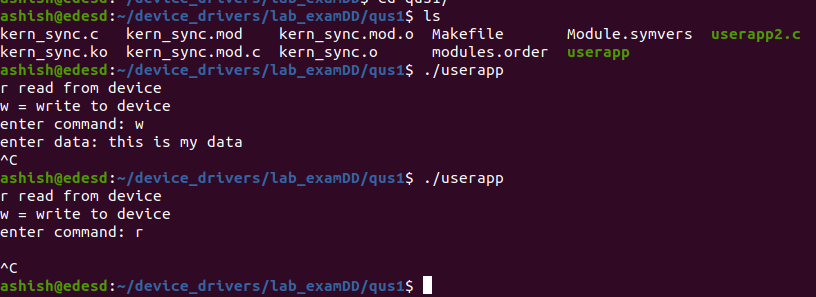 ashish@edesd:~/device_drivers/lab_examDD$ cd qus1/
ashish@edesd:~/device_drivers/lab_examDD/qus1$ ls
kern_sync.c   kern_sync.mod    kern_sync.mod.o  Makefile       Module.symvers  userapp2.c
kern_sync.ko  kern_sync.mod.c  kern_sync.o      modules.order  userapp
ashish@edesd:~/device_drivers/lab_examDD/qus1$ ./userapp
r read from device
w = write to device
enter command: w
enter data: this is my data
^C
ashish@edesd:~/device_drivers/lab_examDD/qus1$ ./userapp
r read from device
w = write to device
enter command: r
^C
ashish@edesd:~/device_drivers/lab_examDD/qus1$